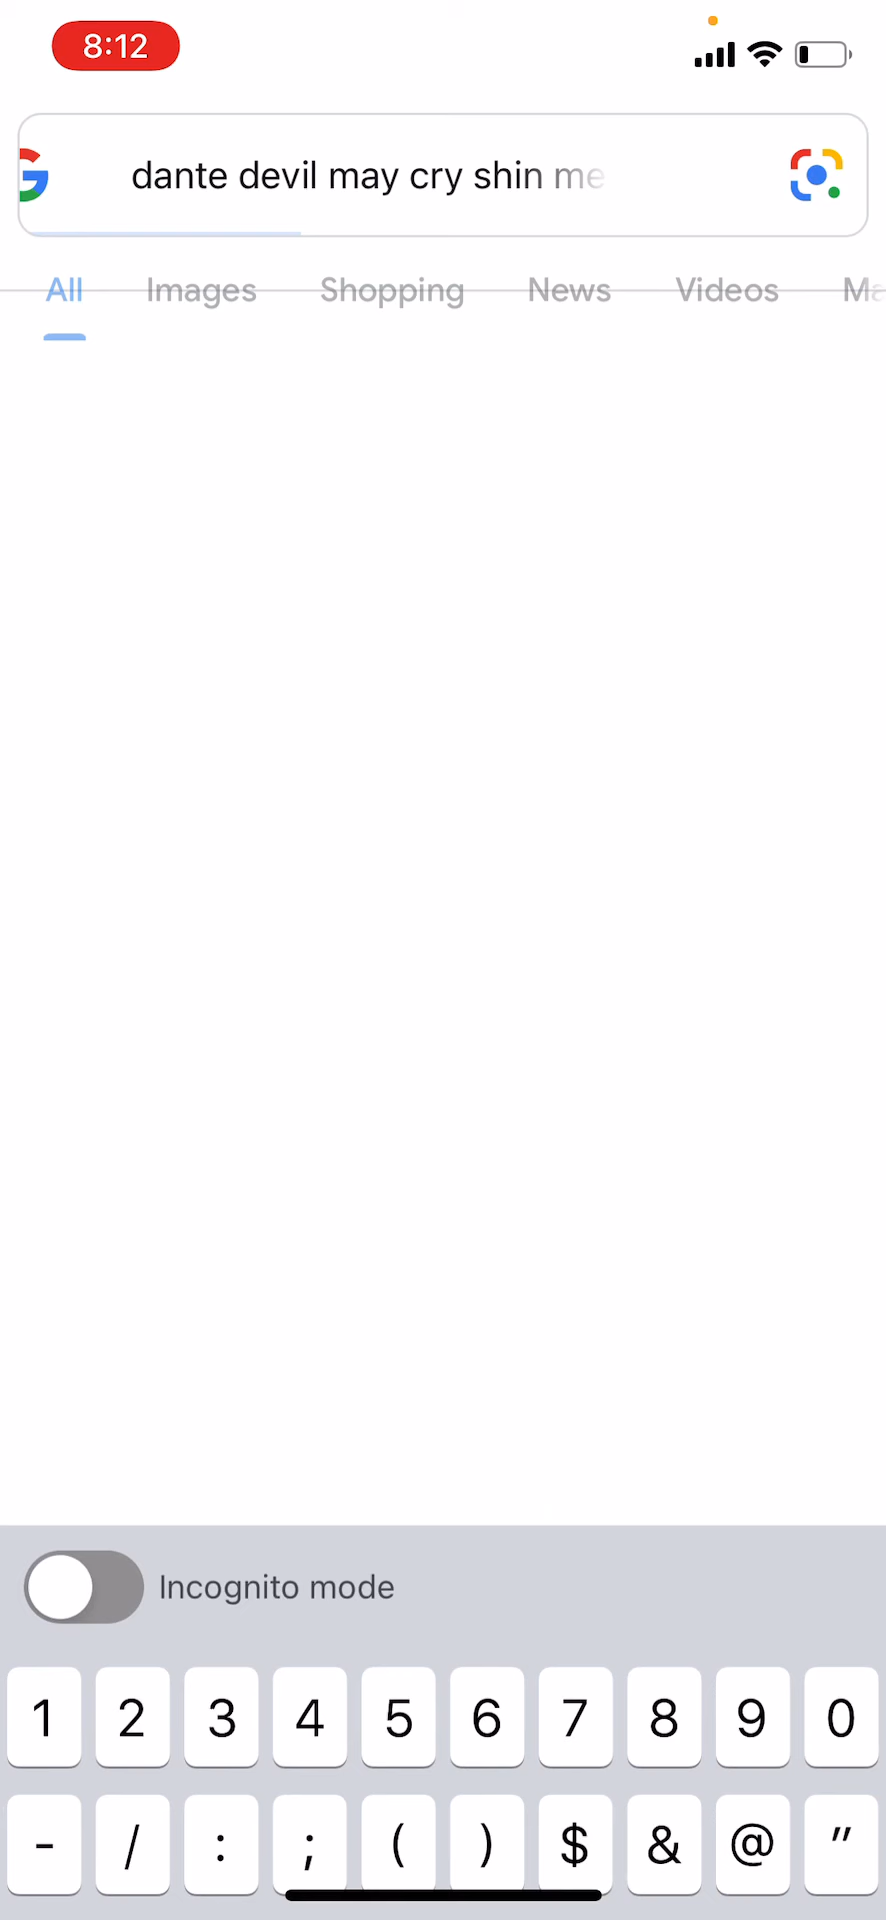 8:12
dante devil may cry shin me
All Images Shopping News Videos Ma
Incognito mode
1 2 3 4 5 6 7 8 9 0
- / : ; ( ) $ & @ "